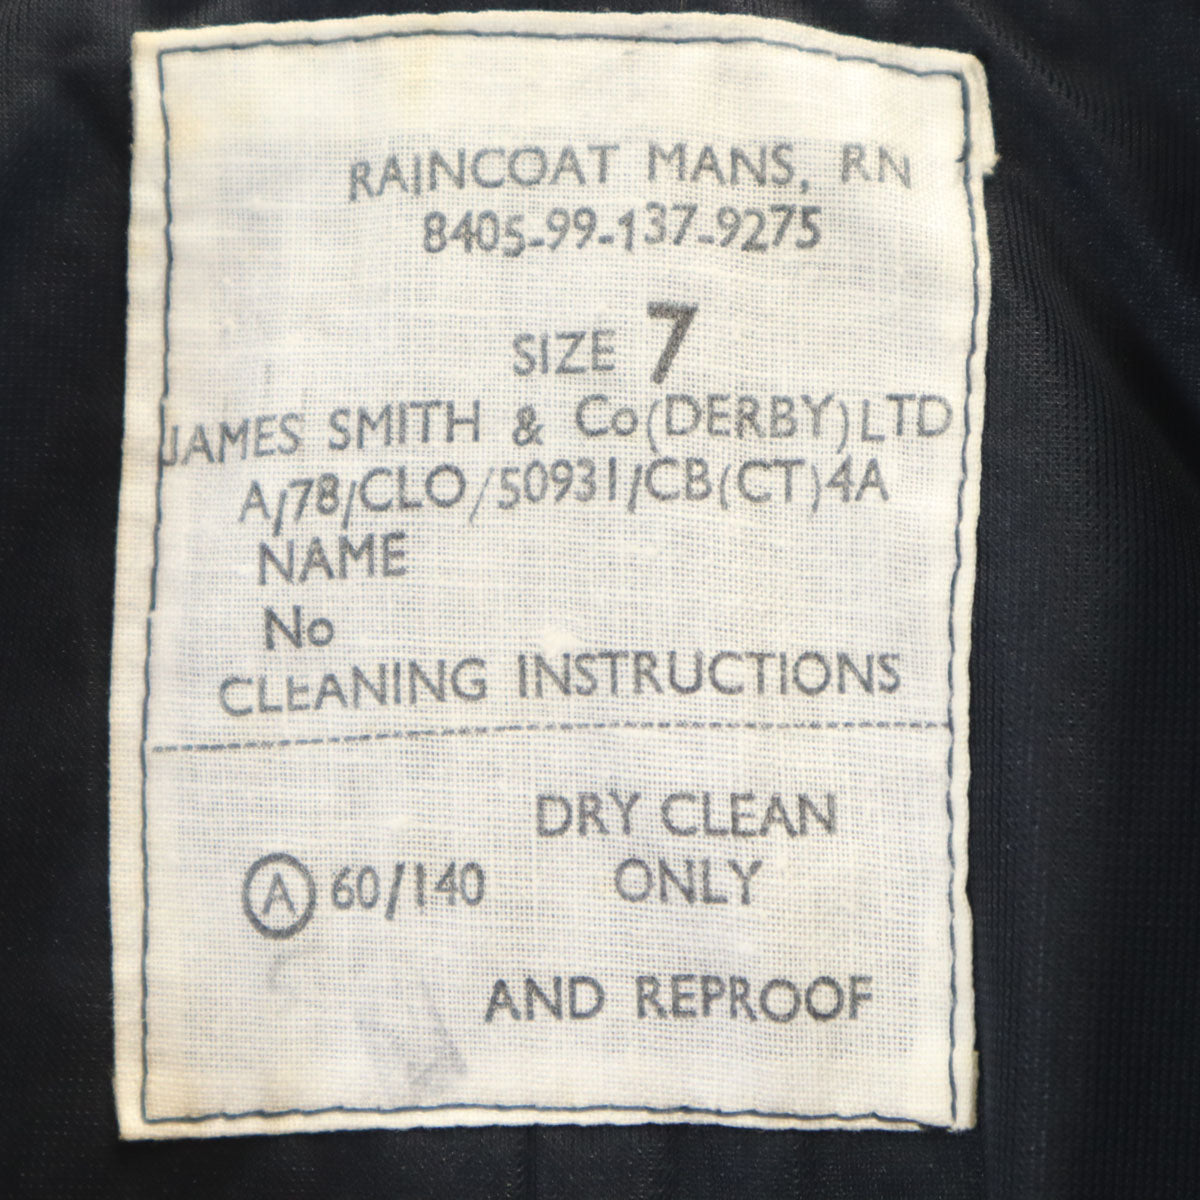 RAINCOAT MANS, RN
8405-99-137-9275
SIZE 7
JAMES SMITH & Co (DERBY) LTD
A/78/CLO/50931/CB(CT)4A
NAME
No
CLEANING INSTRUCTIONS
DRY CLEAN
Ⓐ 60/140 ONLY
AND REPROOF